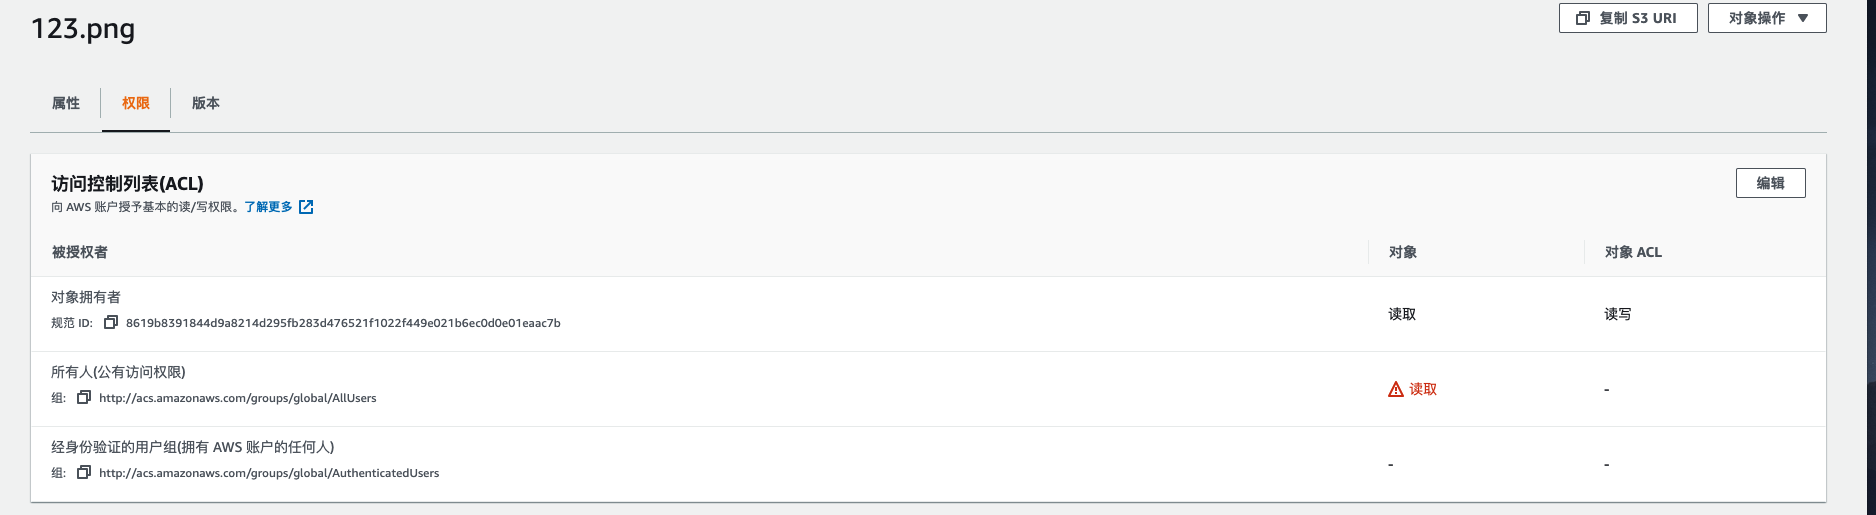 123.png
复制 S3 URI
对象操作
属性
权限
版本
访问控制列表(ACL)
编辑
向 AWS 账户授予基本的读/写权限。了解更多
被授权者
对象
对象 ACL
对象拥有者
规范 ID: 8619b8391844d9a8214d295fb283d476521f1022f449e021b6ec0d0e01eaac7b
读取
读写
所有人(公有访问权限)
组: http://acs.amazonaws.com/groups/global/AllUsers
读取
-
经身份验证的用户组(拥有 AWS 账户的任何人)
组: http://acs.amazonaws.com/groups/global/AuthenticatedUsers
-
-